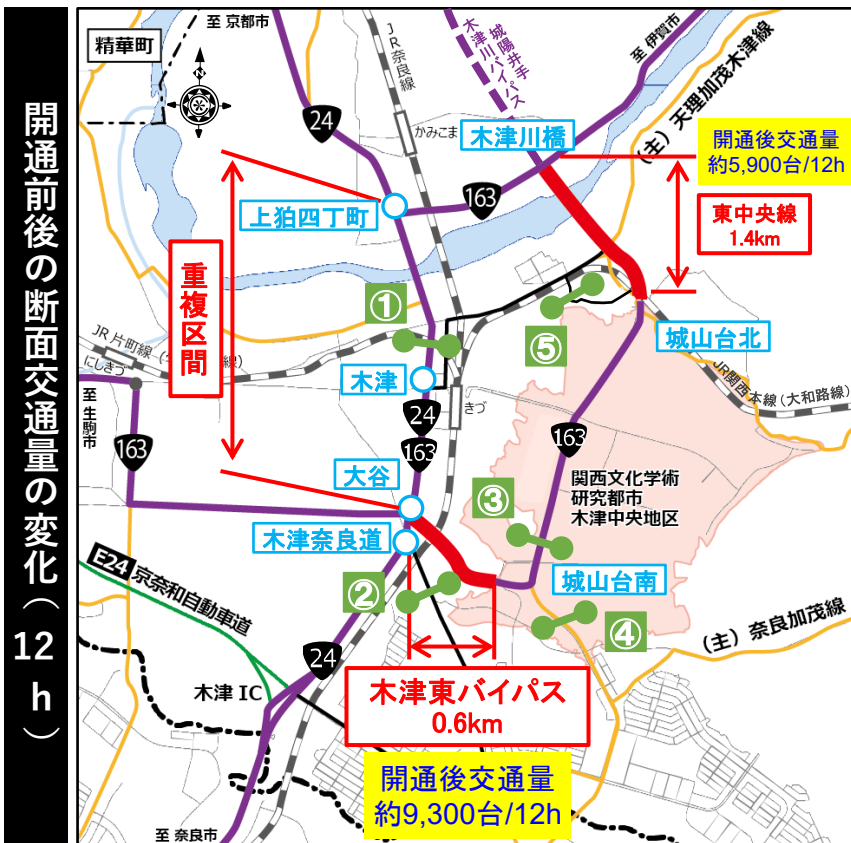 開通前後の断面交通量の変化（12h）
精華町
至 京都市
N
JR奈良線
城陽井手
木津川バイパス
至 伊賀市
(主) 天理加茂木津線
24
かみこま
木津川橋
開通後交通量
約5,900台/12h
163
上狛四丁町
東中央線
1.4km
重複区間
①
⑤
城山台北
JR片町線
にしきづ
木津
きづ
JR関西本線(大和路線)
至 生駒市
24
163
163
163
大谷
関西文化学術
研究都市
木津中央地区
③
木津奈良道
城山台南
E24 京奈和自動車道
②
④
(主) 奈良加茂線
24
木津 IC
木津東バイパス
0.6km
開通後交通量
約9,300台/12h
至 奈良市